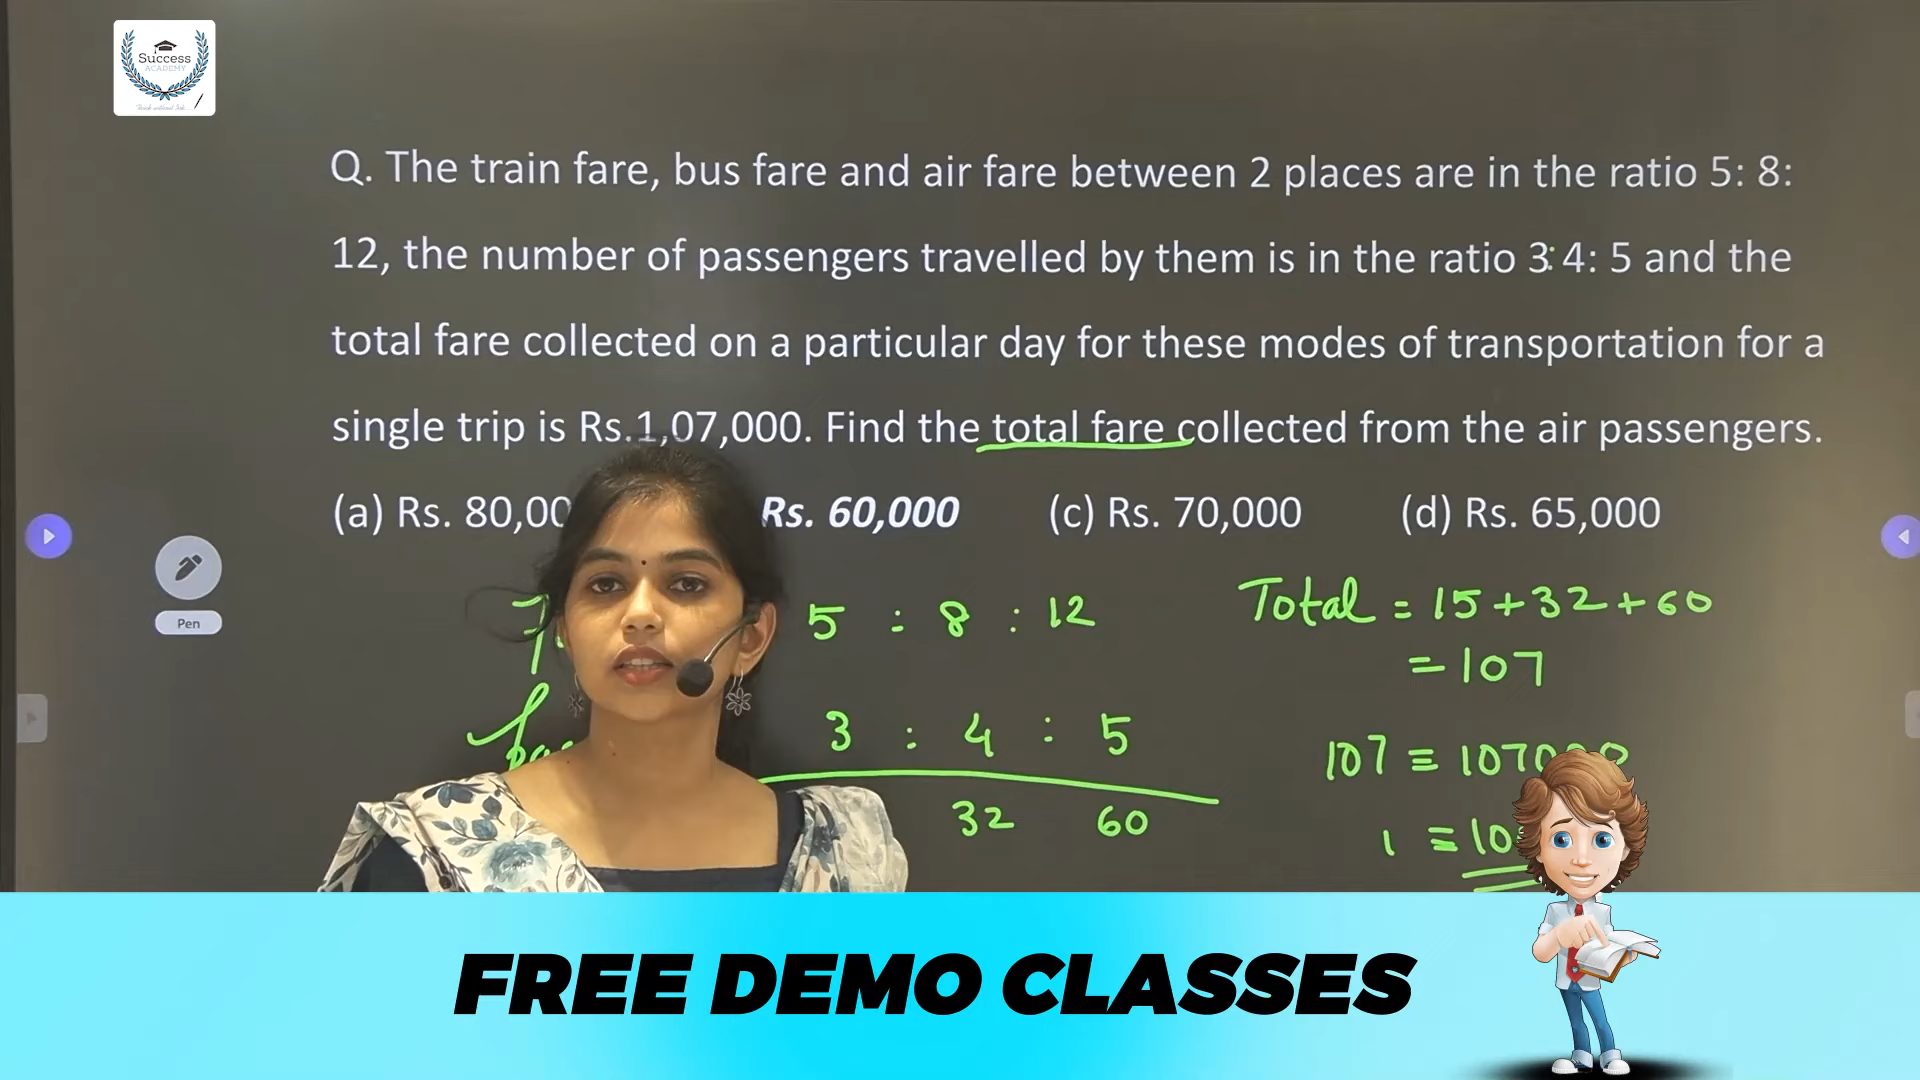 Success
ACADEMY
Q. The train fare, bus fare and air fare between 2 places are in the ratio 5: 8:
12, the number of passengers travelled by them is in the ratio 3: 4: 5 and the
total fare collected on a particular day for these modes of transportation for a
single trip is Rs.1,07,000. Find the total fare collected from the air passengers.
(a) Rs. 80,00 Rs. 60,000 (c) Rs. 70,000 (d) Rs. 65,000
Pen
5 : 8 : 12
3 : 4 : 5
32 60
Total = 15+32+60
= 107
107 ≡ 107000
1 ≡ 10
FREE DEMO CLASSES